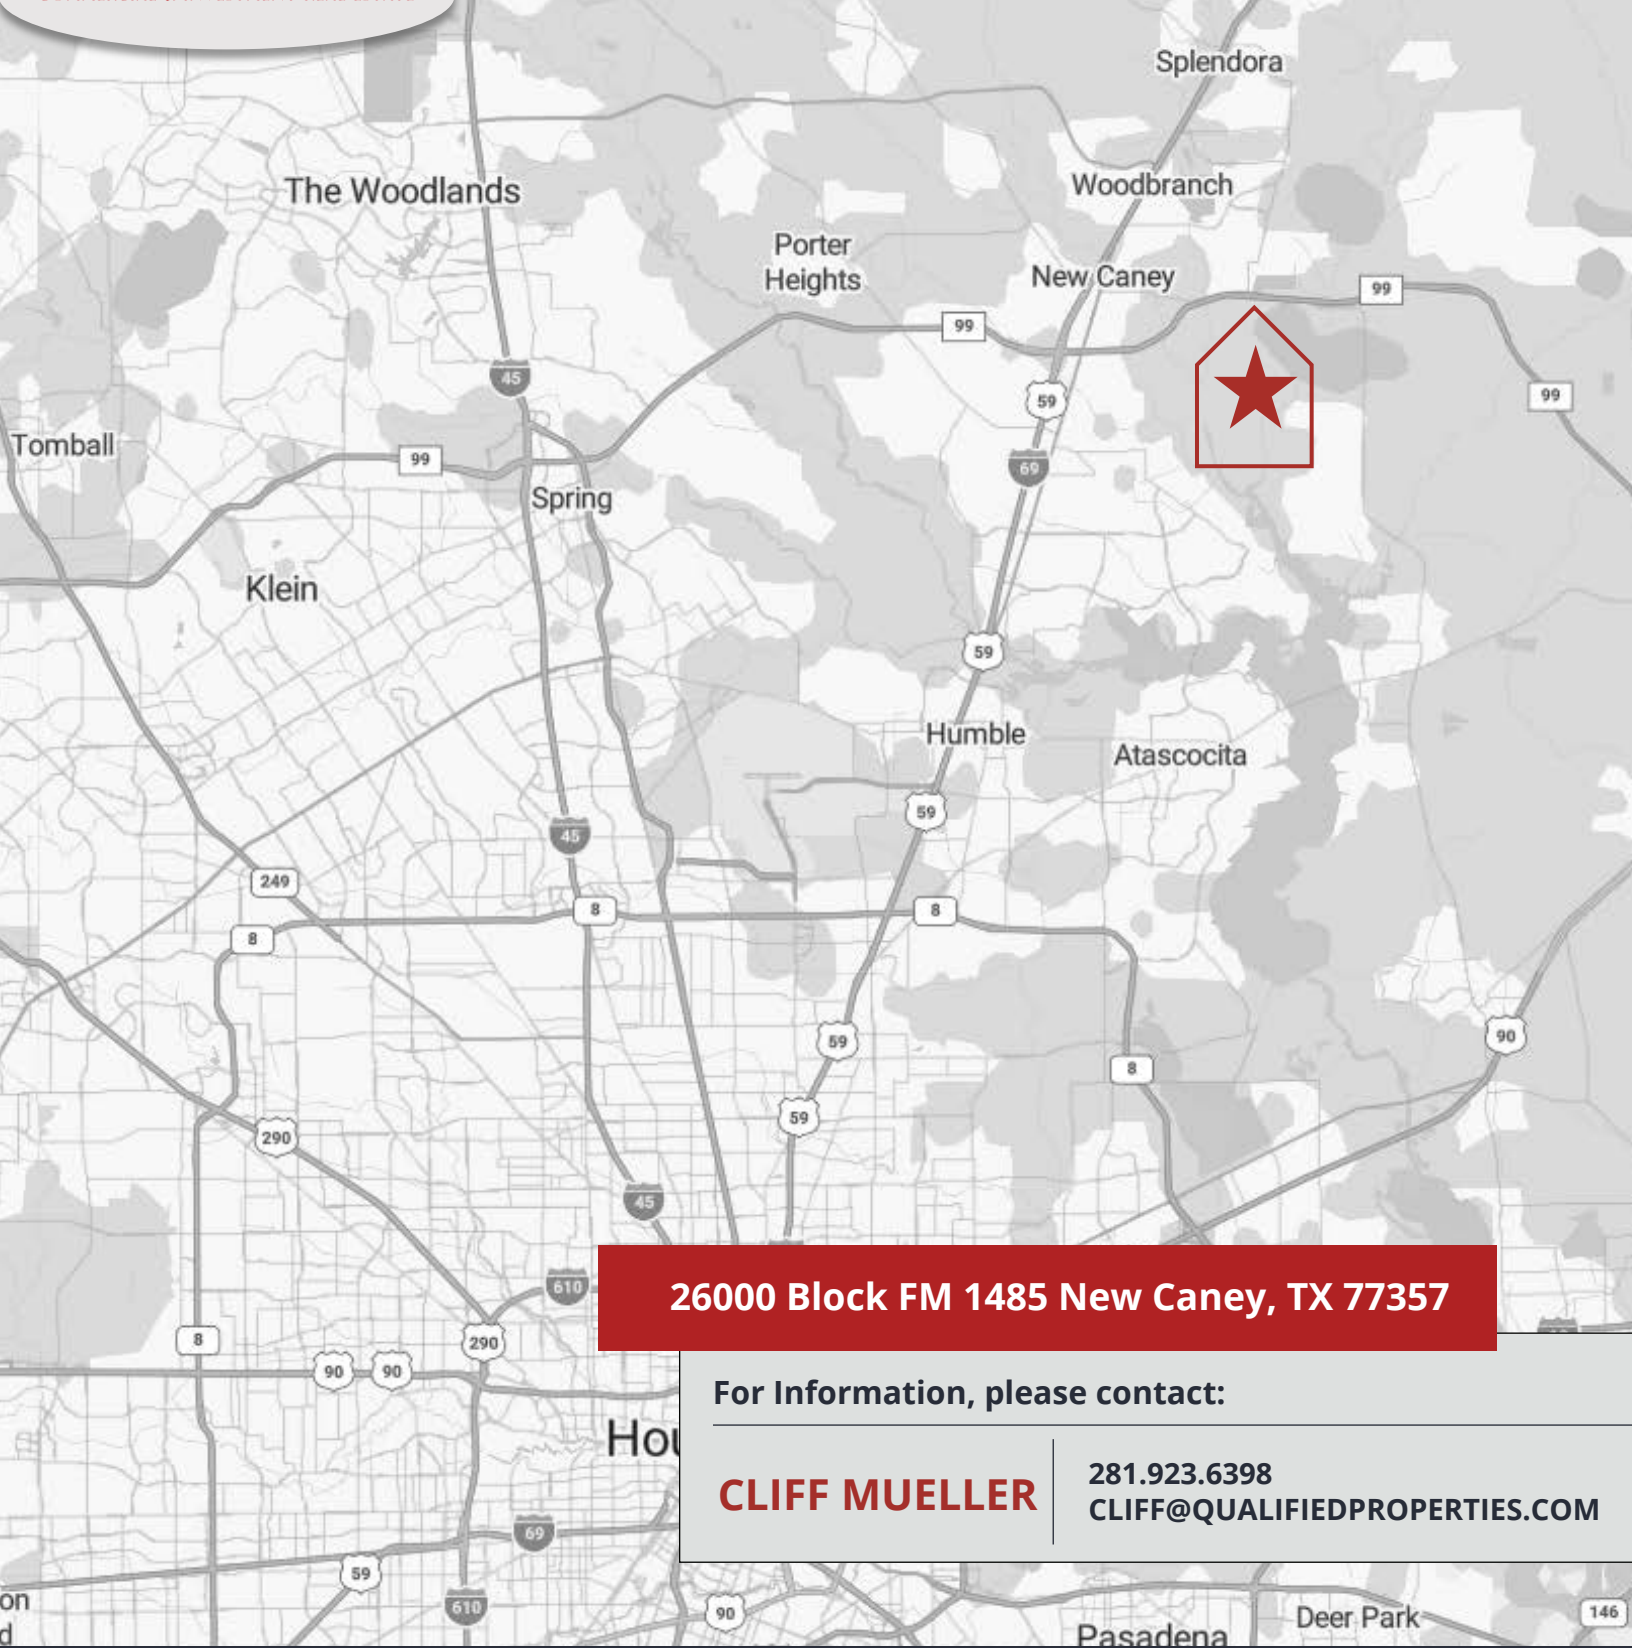 Splendora
The Woodlands
Woodbranch
Porter
Heights
New Caney
99
99
99
45
59
99
Tomball
99
69
Spring
Klein
59
Humble
Atascocita
59
45
249
8
8
8
90
59
8
59
290
45
610
26000 Block FM 1485 New Caney, TX 77357
8
290
90
90
For Information, please contact:
Hou
CLIFF MUELLER
281.923.6398
CLIFF@QUALIFIEDPROPERTIES.COM
69
59
on
610
90
Deer Park
146
Pasadena
d